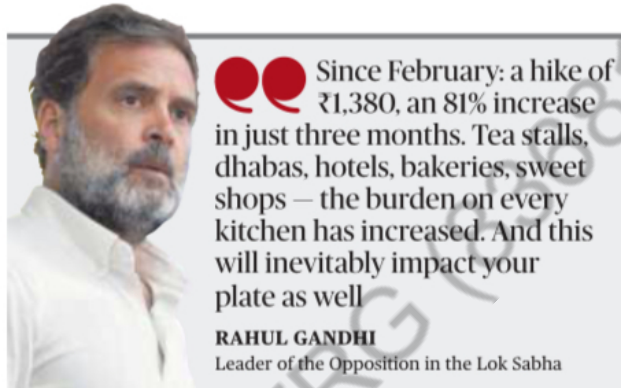 Since February: a hike of
₹1,380, an 81% increase
in just three months. Tea stalls,
dhabas, hotels, bakeries, sweet
shops — the burden on every
kitchen has increased. And this
will inevitably impact your
plate as well
RAHUL GANDHI
Leader of the Opposition in the Lok Sabha